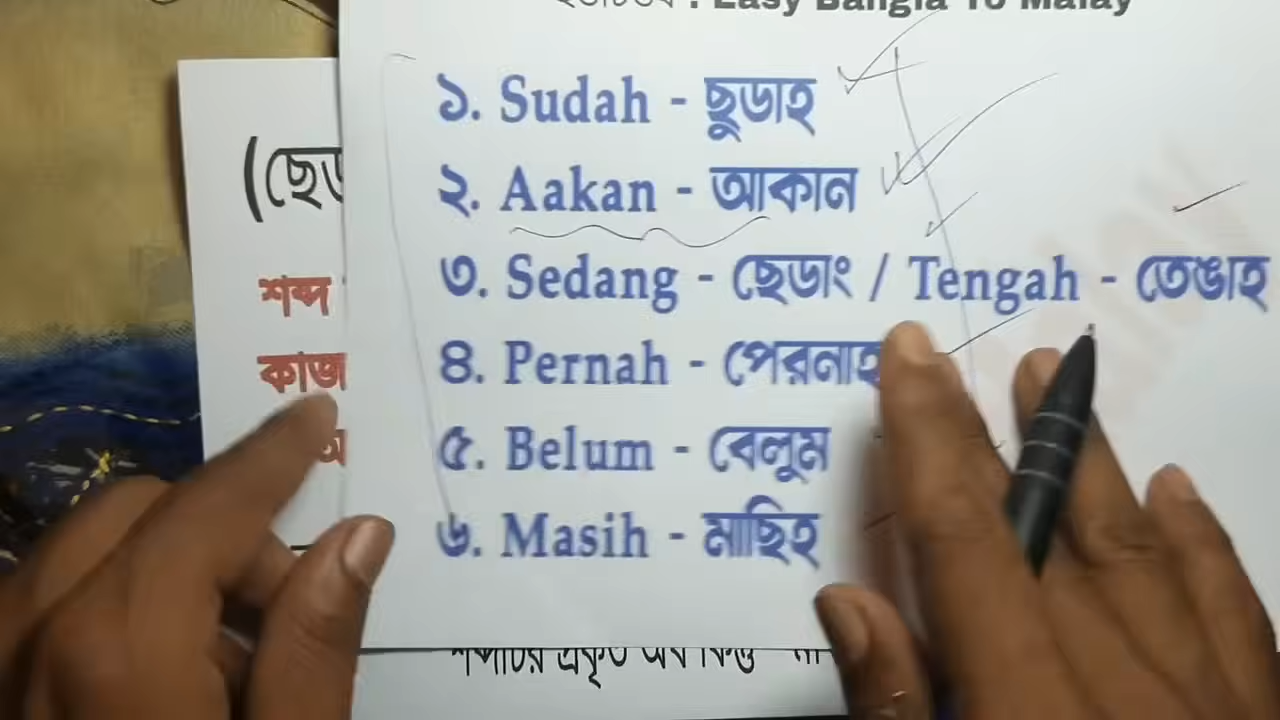 : Easy Bangla To Malay
১. Sudah - ছুডাহ
২. Aakan - আকান
৩. Sedang - ছেডাং / Tengah - তেঙাহ
৪. Pernah - পেরনাহ
৫. Belum - বেলুম
৬. Masih - মাছিহ
শব্দ
কাজ